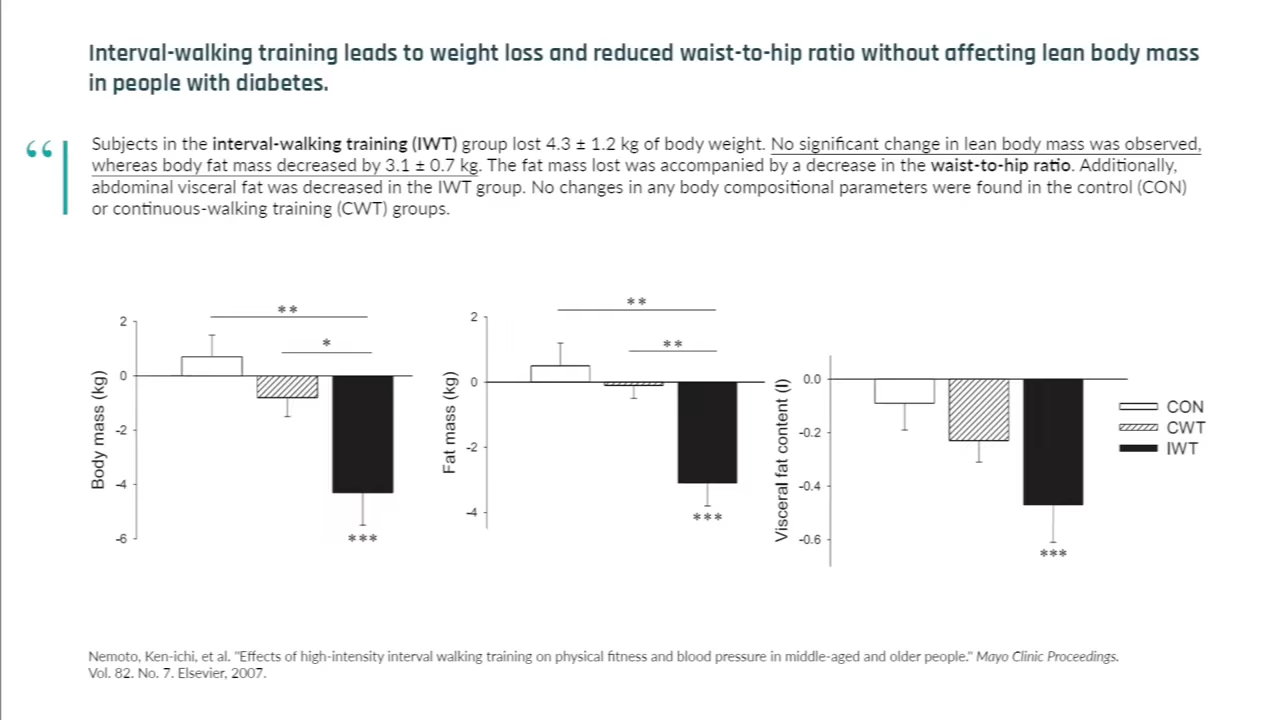 Interval-walking training leads to weight loss and reduced waist-to-hip ratio without affecting lean body mass
in people with diabetes.
“ Subjects in the interval-walking training (IWT) group lost 4.3 ± 1.2 kg of body weight. No significant change in lean body mass was observed,
whereas body fat mass decreased by 3.1 ± 0.7 kg. The fat mass lost was accompanied by a decrease in the waist-to-hip ratio. Additionally,
abdominal visceral fat was decreased in the IWT group. No changes in any body compositional parameters were found in the control (CON)
or continuous-walking training (CWT) groups.
Body mass (kg)
2
0
-2
-4
-6
**
*
***
Fat mass (kg)
2
0
-2
-4
**
**
***
Visceral fat content (l)
0.0
-0.2
-0.4
-0.6
***
CON
CWT
IWT
Nemoto, Ken-ichi, et al. "Effects of high-intensity interval walking training on physical fitness and blood pressure in middle-aged and older people." Mayo Clinic Proceedings.
Vol. 82. No. 7. Elsevier, 2007.